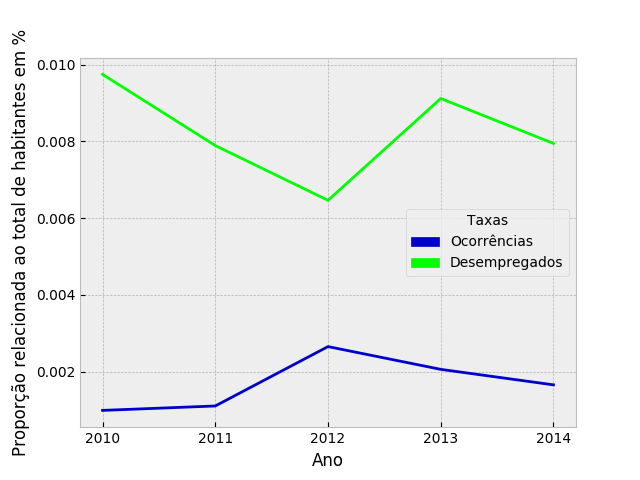 Proporção relacionada ao total de habitantes em %
0.010
0.008
0.006
0.004
0.002
Taxas
Ocorrências
Desempregados
2010 2011 2012 2013 2014
Ano